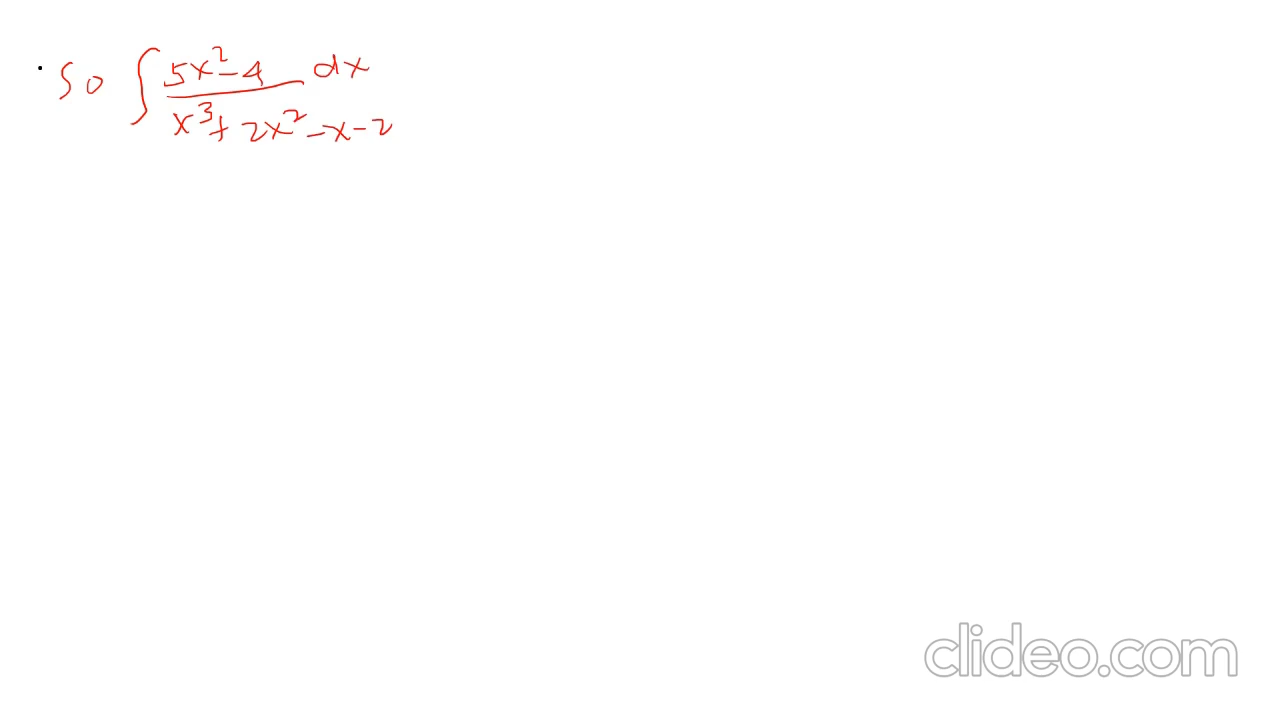 So ∫ (5x² - 4)/(x³ + 2x² - x - 2) dx
clideo.com